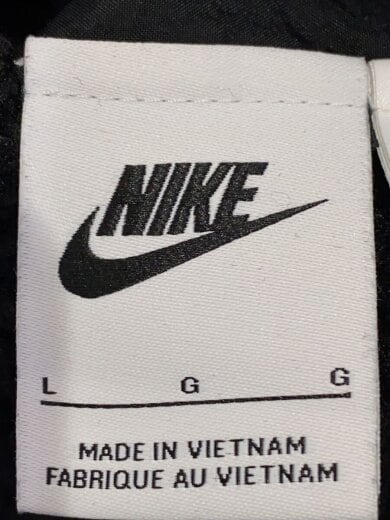 NIKE
L G G
MADE IN VIETNAM
FABRIQUE AU VIETNAM